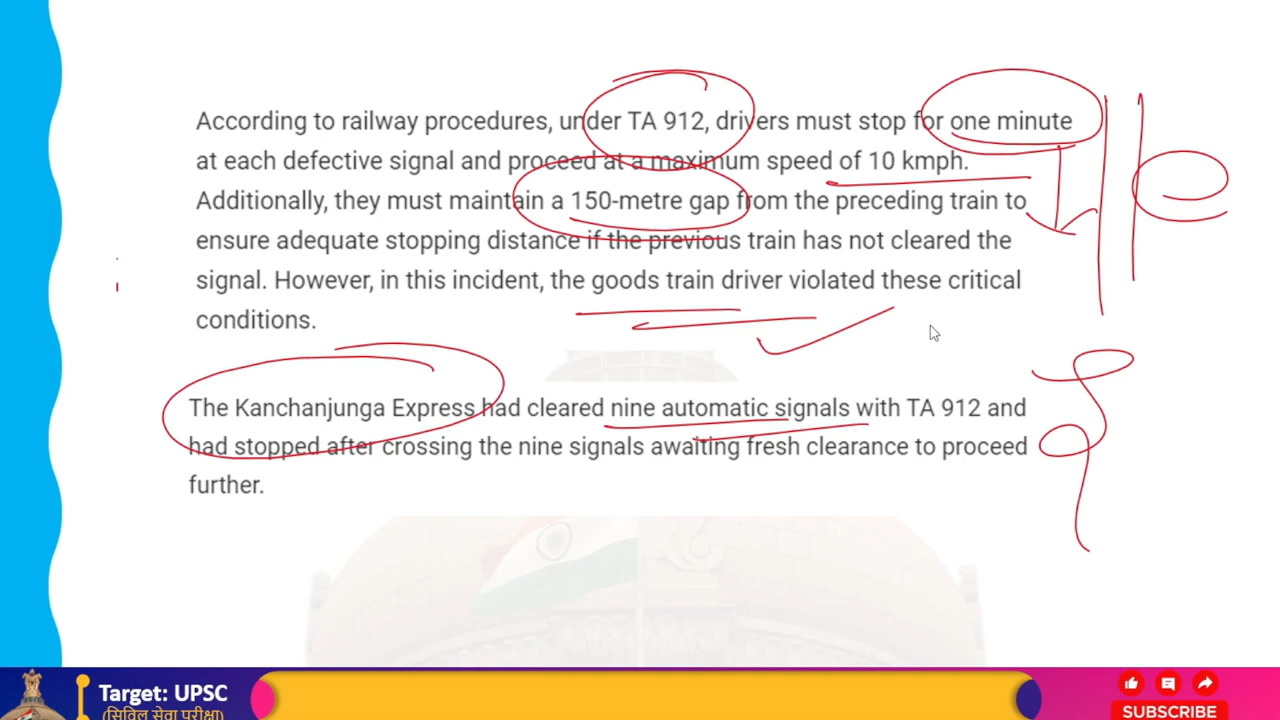 According to railway procedures, under TA 912, drivers must stop for one minute
at each defective signal and proceed at a maximum speed of 10 kmph.
Additionally, they must maintain a 150-metre gap from the preceding train to
ensure adequate stopping distance if the previous train has not cleared the
signal. However, in this incident, the goods train driver violated these critical
conditions.
The Kanchanjunga Express had cleared nine automatic signals with TA 912 and
had stopped after crossing the nine signals awaiting fresh clearance to proceed
further.
Target: UPSC
(सिविल सेवा परीक्षा)
SUBSCRIBE